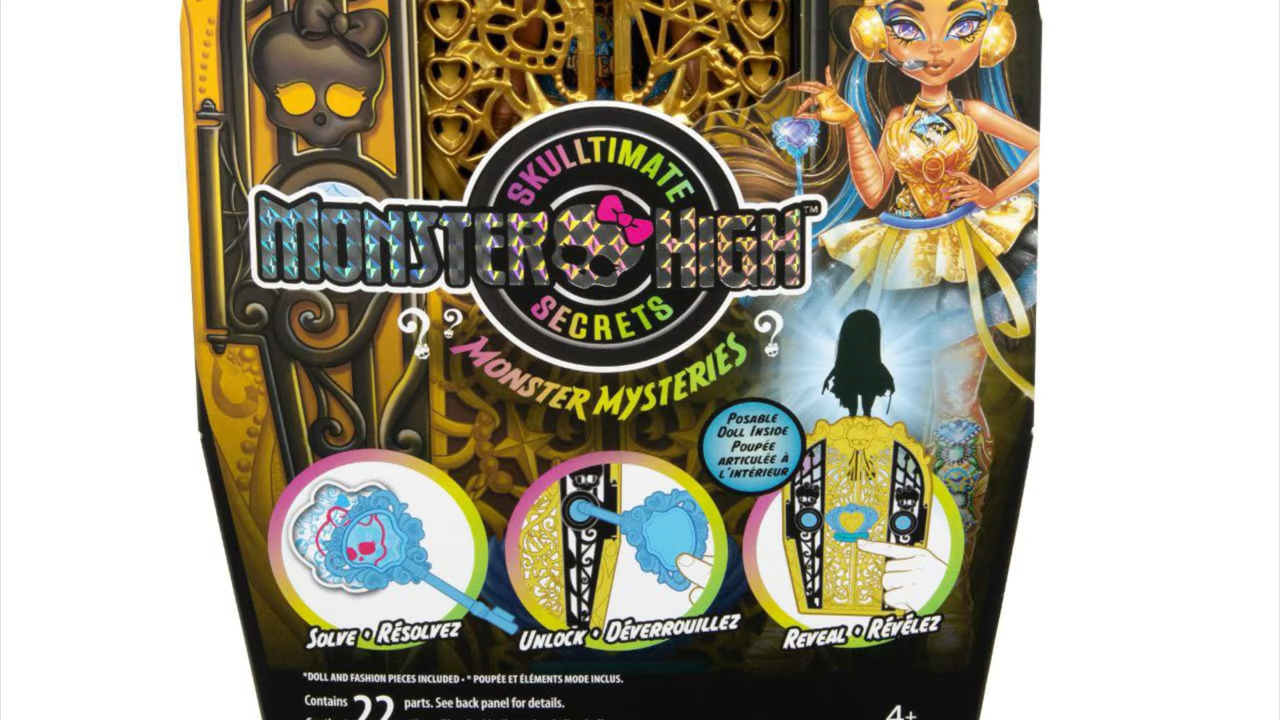 SKULLTIMATE
MONSTER HIGH™
SECRETS
MONSTER MYSTERIES
POSABLE
DOLL INSIDE
POUPÉE
ARTICULÉE À
L'INTÉRIEUR
SOLVE • RÉSOLVEZ
UNLOCK • DÉVERROUILLEZ
REVEAL • RÉVÉLEZ
*DOLL AND FASHION PIECES INCLUDED • * POUPÉE ET ÉLÉMENTS MODE INCLUS.
Contains 22 parts. See back panel for details.
4+